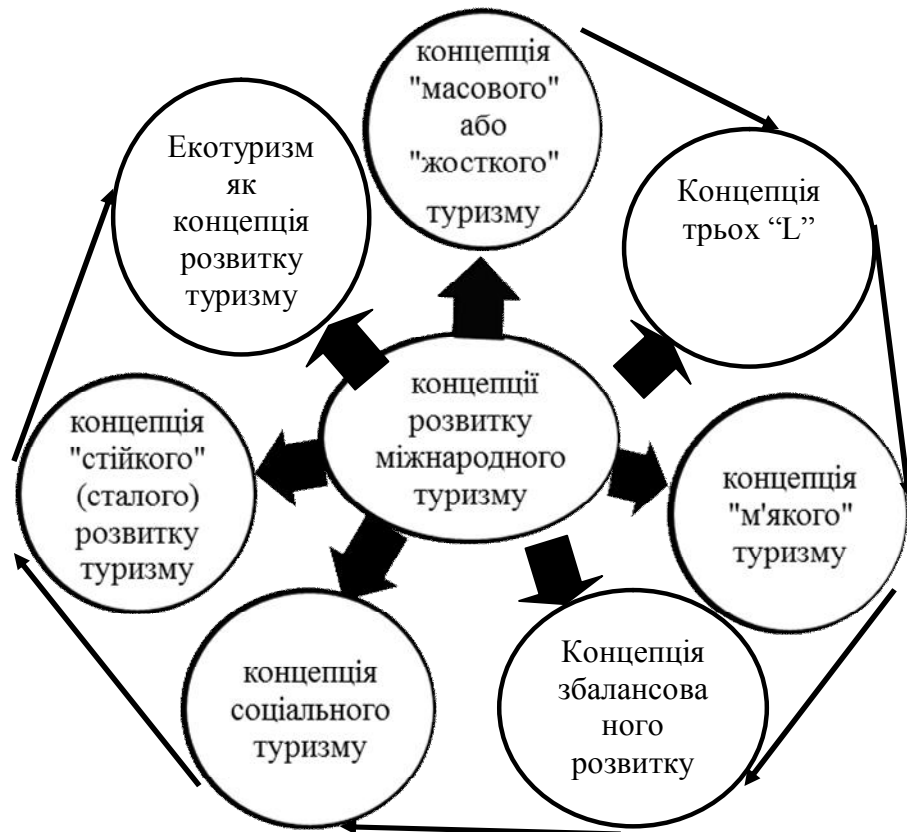 концепція
"масового"
або
"жосткого"
туризму
Екотуризм
як
концепція
розвитку
туризму
Концепція
трьох “L”
концепції
розвитку
міжнародного
туризму
концепція
"стійкого"
(сталого)
розвитку
туризму
концепція
"м'якого"
туризму
концепція
соціального
туризму
Концепція
збалансова
ного
розвитку